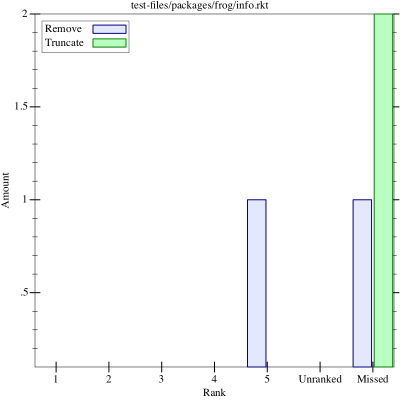 test-files/packages/frog/info.rkt
Remove
Truncate
2
1.5
1
.5
Amount
1 2 3 4 5 Unranked Missed
Rank